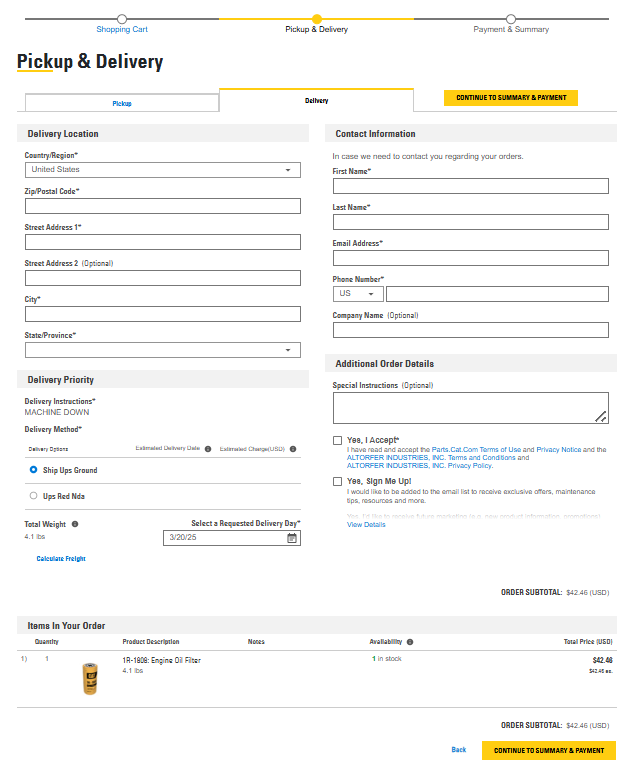 Shopping Cart
Pickup & Delivery
Payment & Summary
Pickup & Delivery
Pickup
Delivery
CONTINUE TO SUMMARY & PAYMENT
Delivery Location
Country/Region*
United States
Zip/Postal Code*
Street Address 1*
Street Address 2 (Optional)
City*
State/Province*
Delivery Priority
Delivery Instructions*
MACHINE DOWN
Delivery Method*
Delivery Options
Estimated Delivery Date
Estimated Charge(USD)
Ship Ups Ground
Ups Red Nda
Total Weight
4.1 lbs
Select a Requested Delivery Day*
3/20/25
Calculate Freight
Contact Information
In case we need to contact you regarding your orders.
First Name*
Last Name*
Email Address*
Phone Number*
US
Company Name (Optional)
Additional Order Details
Special Instructions (Optional)
Yes, I Accept*
I have read and accept the Parts.Cat.Com Terms of Use and Privacy Notice and the
ALTORFER INDUSTRIES, INC. Terms and Conditions and
ALTORFER INDUSTRIES, INC. Privacy Policy.
Yes, Sign Me Up!
I would like to be added to the email list to receive exclusive offers, maintenance
tips, resources and more.
Yes, I'd like to receive future marketing
View Details
ORDER SUBTOTAL: $42.46 (USD)
Items In Your Order
Quantity
Product Description
Notes
Availability
Total Price (USD)
1) 1
1R-1808: Engine Oil Filter
4.1 lbs
1 in stock
$42.46
$42.46 ea.
ORDER SUBTOTAL: $42.46 (USD)
Back
CONTINUE TO SUMMARY & PAYMENT